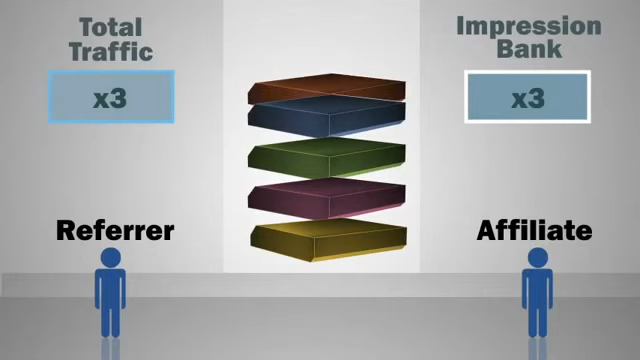 Total
Traffic
x3
Impression
Bank
x3
Referrer
Affiliate